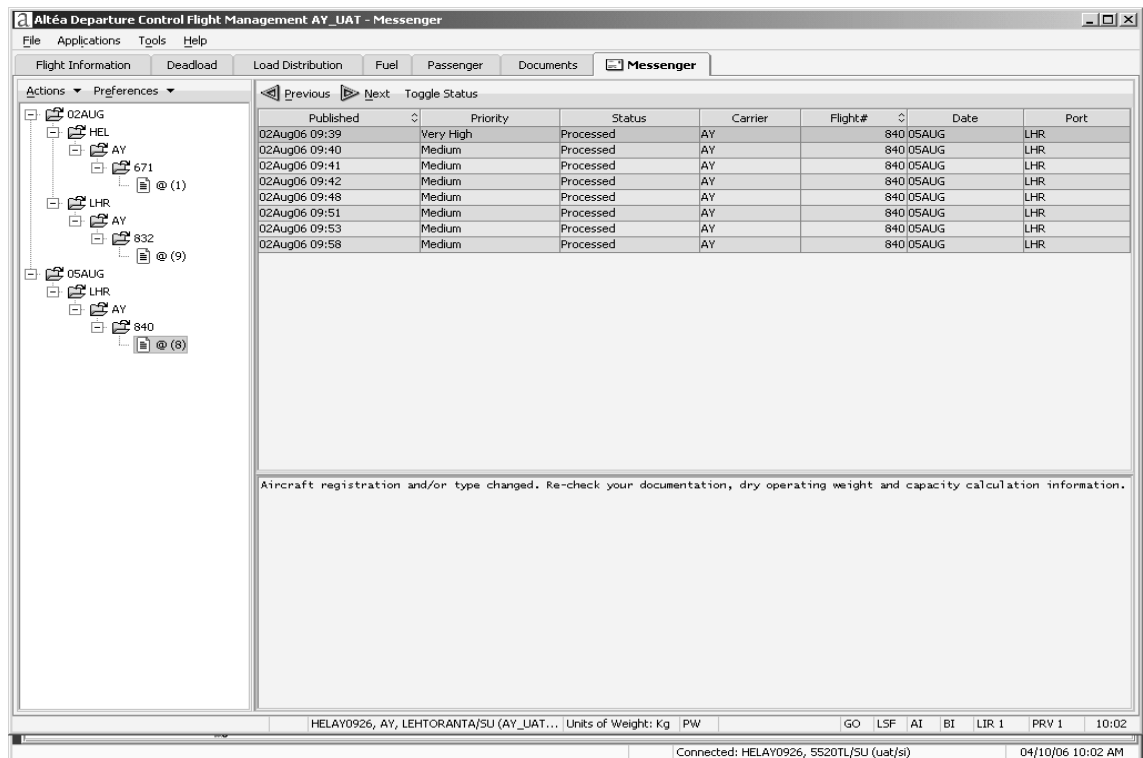 a Altéa Departure Control Flight Management AY_UAT - Messenger
File Applications Tools Help
Flight Information Deadload Load Distribution Fuel Passenger Documents Messenger
Actions Preferences
02AUG
HEL
AY
671
@ (1)
LHR
AY
832
@ (9)
05AUG
LHR
AY
840
@ (8)
Previous Next Toggle Status
Published Priority Status Carrier Flight# Date Port
02Aug06 09:39 Very High Processed AY 840 05AUG LHR
02Aug06 09:40 Medium Processed AY 840 05AUG LHR
02Aug06 09:41 Medium Processed AY 840 05AUG LHR
02Aug06 09:42 Medium Processed AY 840 05AUG LHR
02Aug06 09:48 Medium Processed AY 840 05AUG LHR
02Aug06 09:51 Medium Processed AY 840 05AUG LHR
02Aug06 09:53 Medium Processed AY 840 05AUG LHR
02Aug06 09:58 Medium Processed AY 840 05AUG LHR
Aircraft registration and/or type changed. Re-check your documentation, dry operating weight and capacity calculation information.
HELAY0926, AY, LEHTORANTA/SU (AY_UAT... Units of Weight: Kg PW GO LSF AI BI LIR 1 PRV 1 10:02
Connected: HELAY0926, 5520TL/SU (uat/si) 04/10/06 10:02 AM